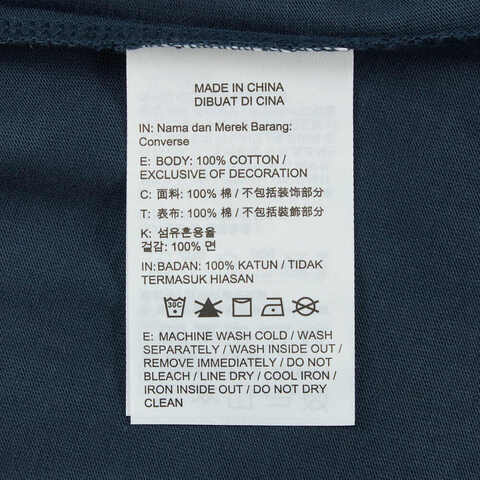 MADE IN CHINA
DIBUAT DI CINA
IN: Nama dan Merek Barang:
Converse
E: BODY: 100% COTTON /
EXCLUSIVE OF DECORATION
C: 面料: 100% 棉 / 不包括装饰部分
T: 表布: 100% 棉 / 不包括裝飾部分
K: 섬유혼용율
겉감: 100% 면
IN: BADAN: 100% KATUN / TIDAK
TERMASUK HIASAN
30C
E: MACHINE WASH COLD / WASH
SEPARATELY / WASH INSIDE OUT /
REMOVE IMMEDIATELY / DO NOT
BLEACH / LINE DRY / COOL IRON /
IRON INSIDE OUT / DO NOT DRY
CLEAN